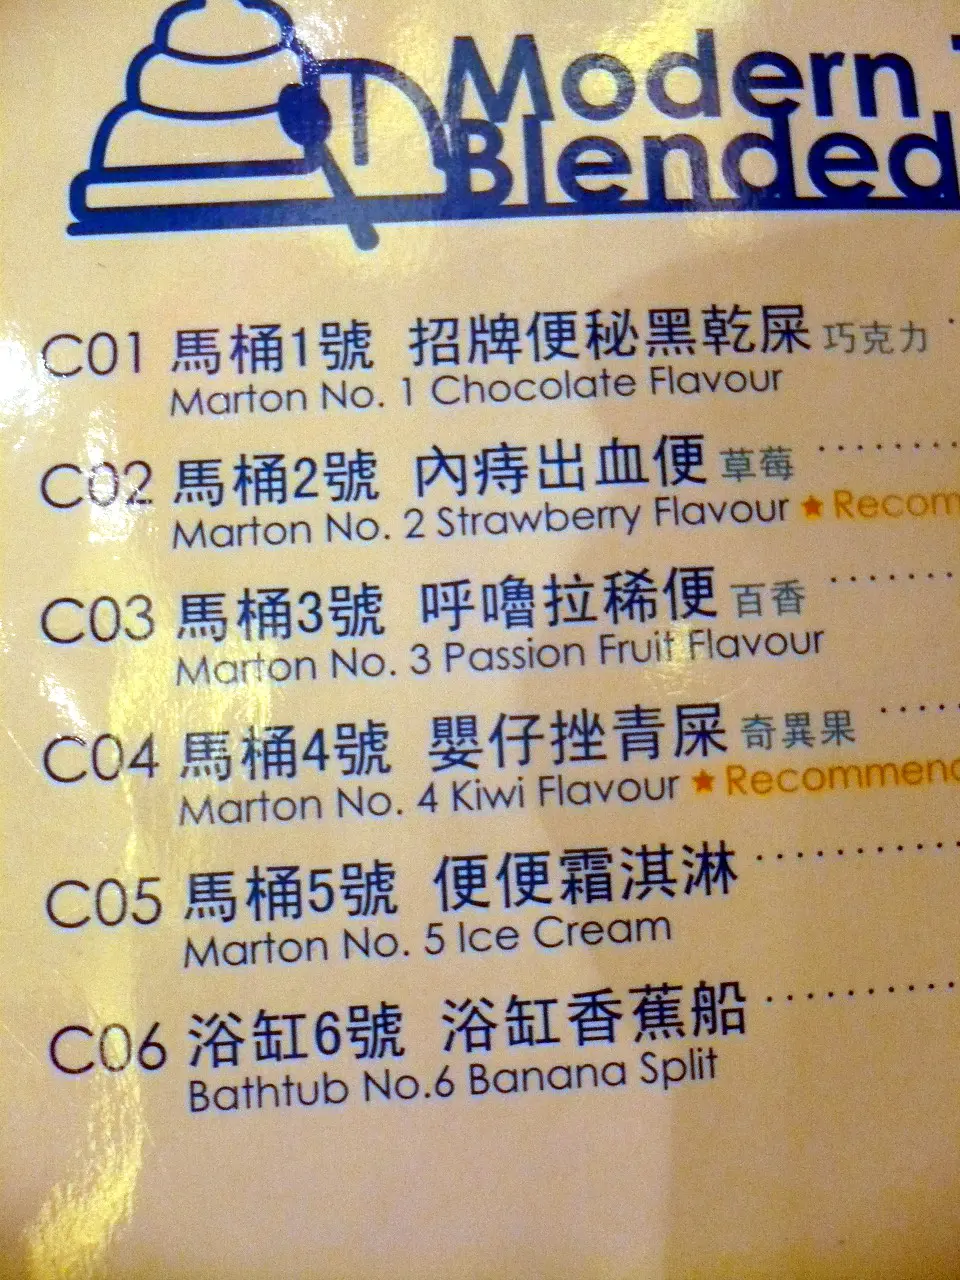 Modern
Blended
C01 馬桶1號 招牌便秘黑乾屎 巧克力
Marton No. 1 Chocolate Flavour
C02 馬桶2號 內痔出血便 草莓
Marton No. 2 Strawberry Flavour ★ Recom
C03 馬桶3號 呼嚕拉稀便 百香
Marton No. 3 Passion Fruit Flavour
C04 馬桶4號 嬰仔挫青屎 奇異果
Marton No. 4 Kiwi Flavour ★ Recommend
C05 馬桶5號 便便霜淇淋
Marton No. 5 Ice Cream
C06 浴缸6號 浴缸香蕉船
Bathtub No.6 Banana Split